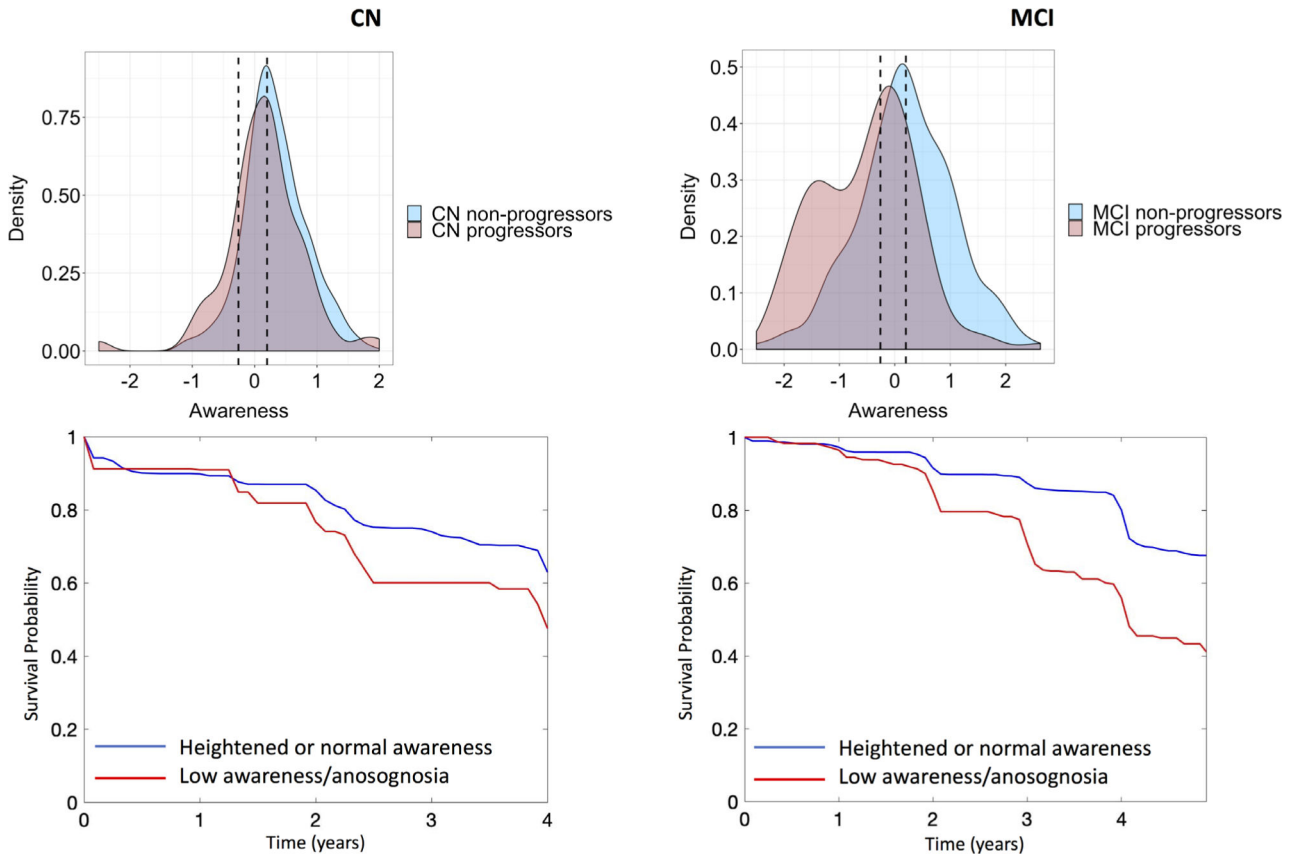 CN
MCI
0.75
0.50
0.25
0.00
Density
-2 -1 0 1 2
Awareness
CN non-progressors
CN progressors
0.5
0.4
0.3
0.2
0.1
0.0
Density
-2 -1 0 1 2
Awareness
MCI non-progressors
MCI progressors
1
0.8
0.6
0.4
0.2
0
Survival Probability
Heightened or normal awareness
Low awareness/anosognosia
0 1 2 3 4
Time (years)
1
0.8
0.6
0.4
0.2
0
Survival Probability
Heightened or normal awareness
Low awareness/anosognosia
0 1 2 3 4
Time (years)